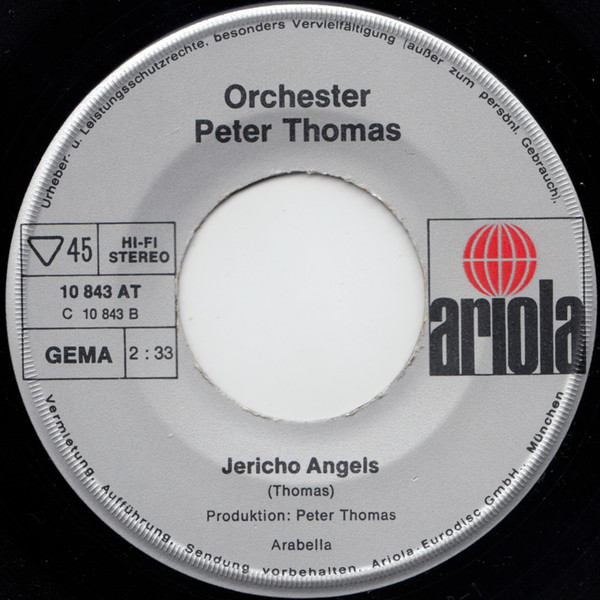 Urheber- u. Leistungsschutzrechte, besonders Vervielfältigung (außer zum persönl. Gebrauch),
Orchester
Peter Thomas
45
HI-FI
STEREO
10 843 AT
C 10 843 B
GEMA
2 : 33
ariola
Jericho Angels
(Thomas)
Produktion: Peter Thomas
Arabella
Vermietung, Aufführung, Sendung vorbehalten. Ariola-Eurodisc GmbH., München